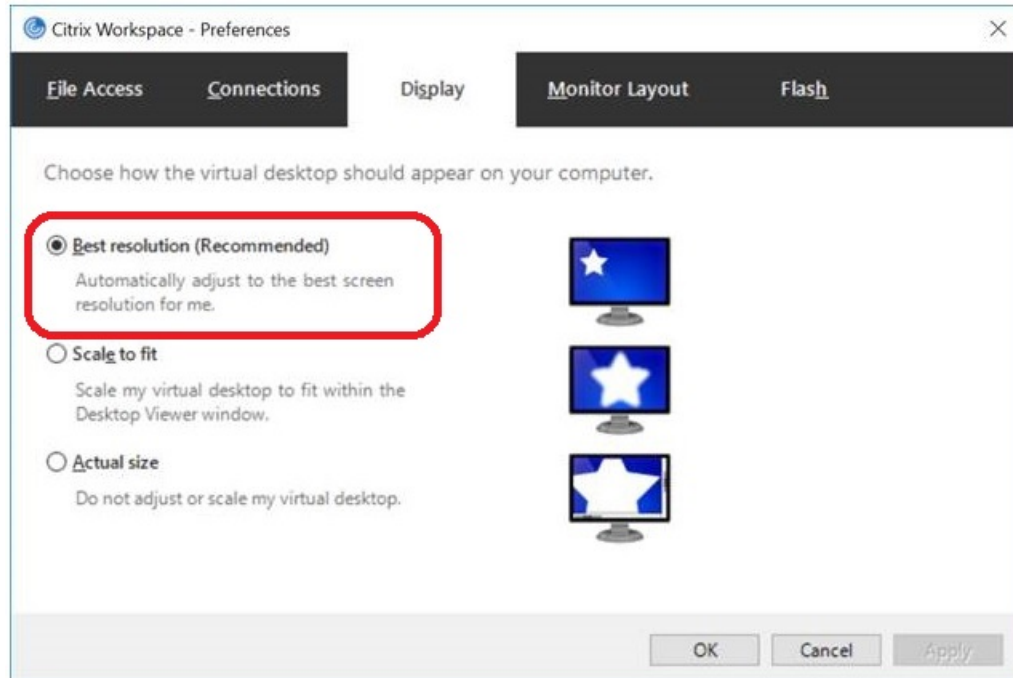 Citrix Workspace - Preferences
File Access Connections Display Monitor Layout Flash
Choose how the virtual desktop should appear on your computer.
Best resolution (Recommended)
Automatically adjust to the best screen
resolution for me.
Scale to fit
Scale my virtual desktop to fit within the
Desktop Viewer window.
Actual size
Do not adjust or scale my virtual desktop.
OK Cancel Apply